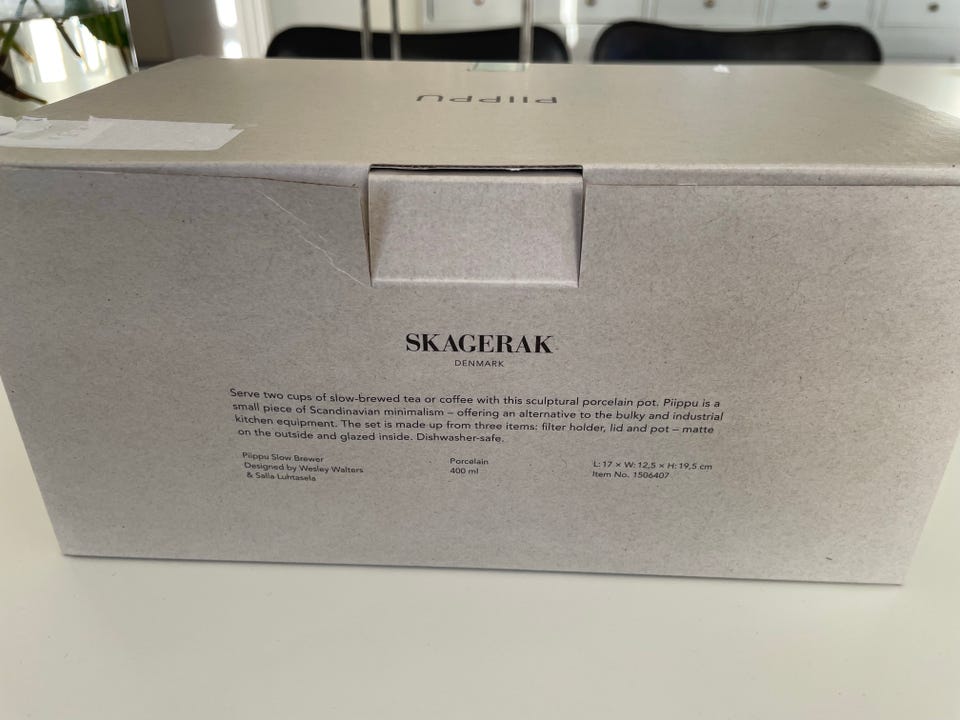 PIIPPU
SKAGERAK
DENMARK
Serve two cups of slow-brewed tea or coffee with this sculptural porcelain pot. Piippu is a
small piece of Scandinavian minimalism – offering an alternative to the bulky and industrial
kitchen equipment. The set is made up from three items: filter holder, lid and pot – matte
on the outside and glazed inside. Dishwasher-safe.
Piippu Slow Brewer
Designed by Wesley Walters
& Salla Luhtasela
Porcelain
400 ml
L: 17 × W: 12,5 × H: 19,5 cm
Item No. 1506407